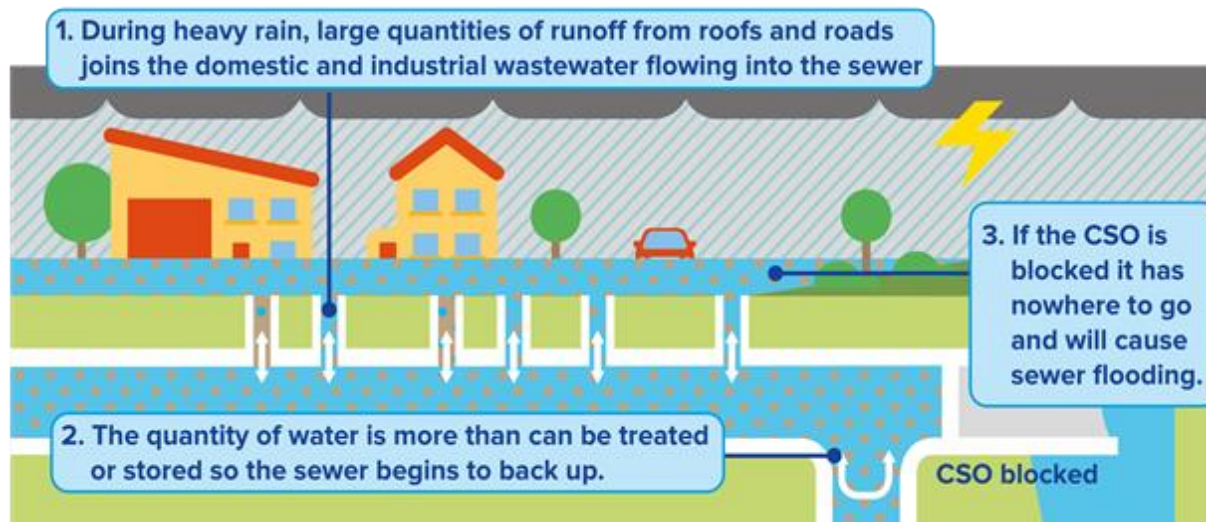 1. During heavy rain, large quantities of runoff from roofs and roads
joins the domestic and industrial wastewater flowing into the sewer
3. If the CSO is
blocked it has
nowhere to go
and will cause
sewer flooding.
2. The quantity of water is more than can be treated
or stored so the sewer begins to back up.
CSO blocked